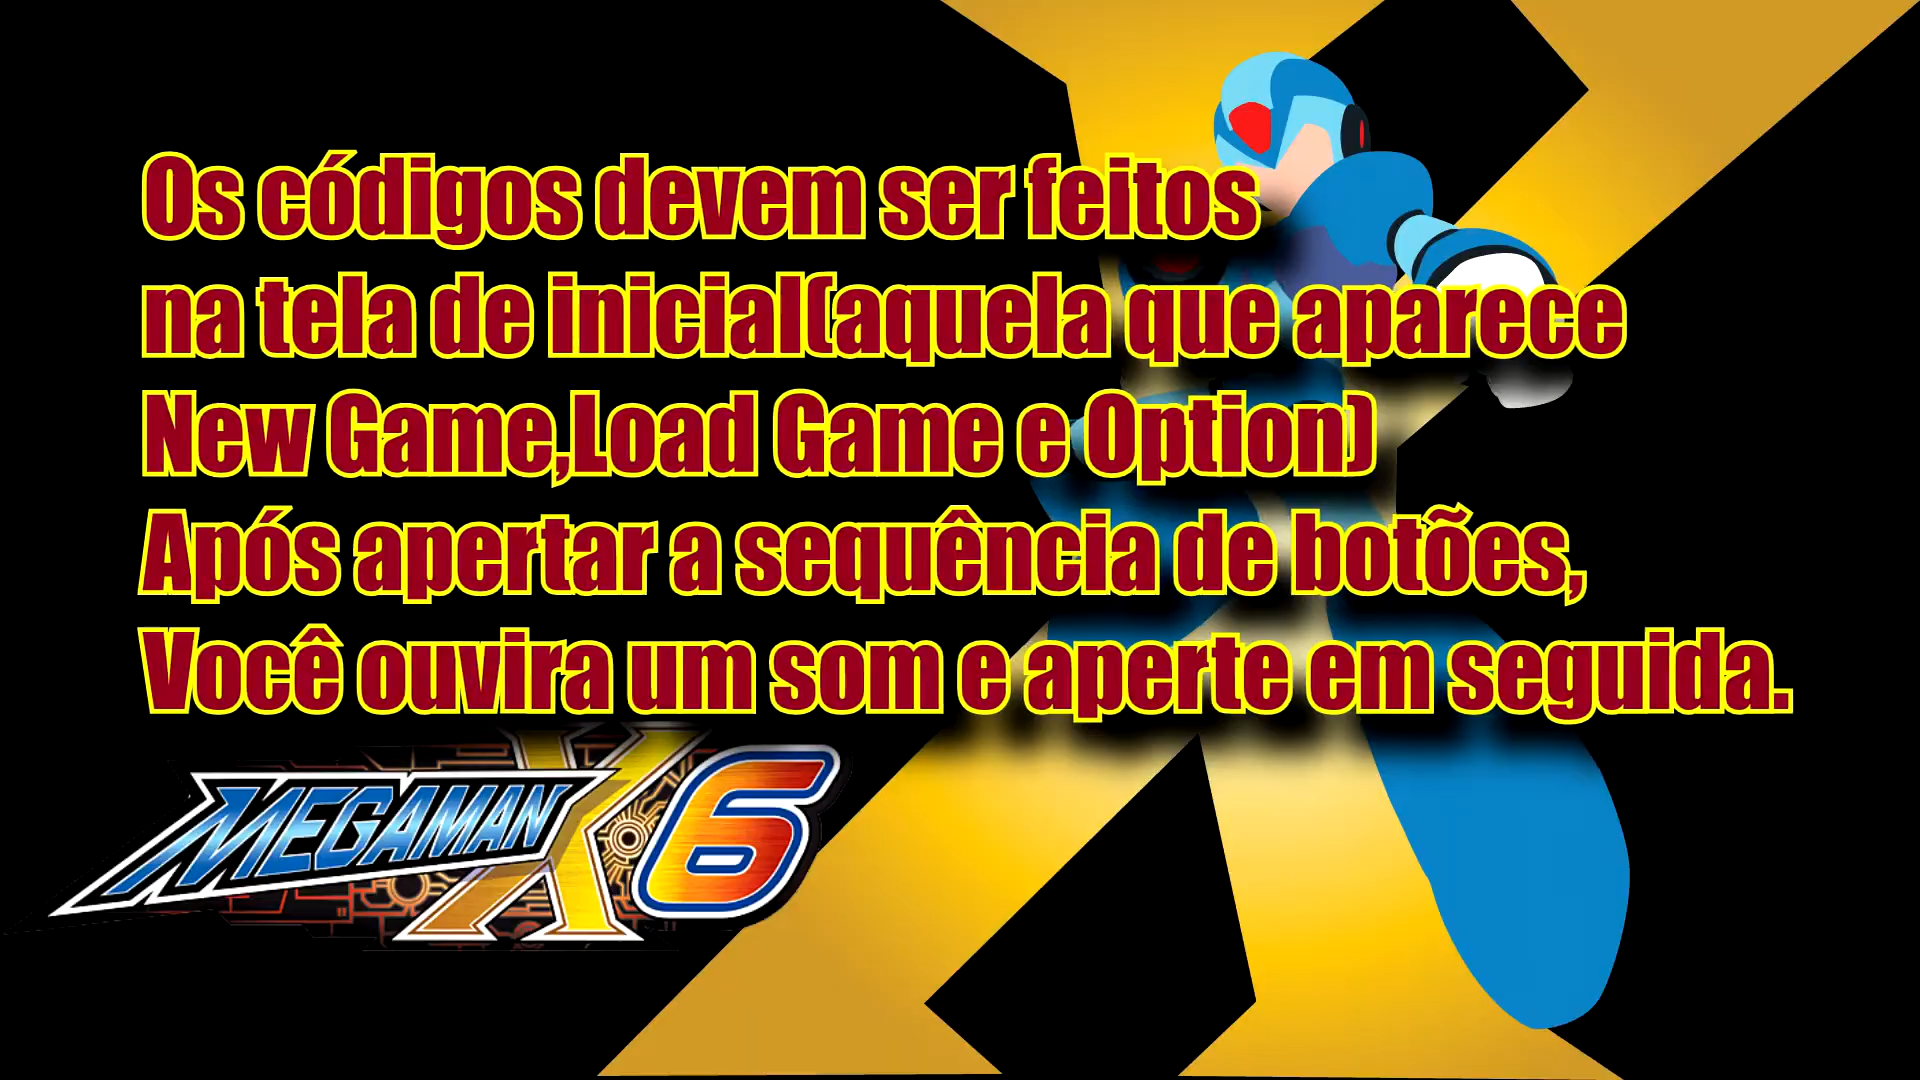 Os códigos devem ser feitos
na tela de inicial(aquela que aparece
New Game,Load Game e Option)
Após apertar a sequência de botões,
Você ouvira um som e aperte em seguida.
MEGAMAN X6